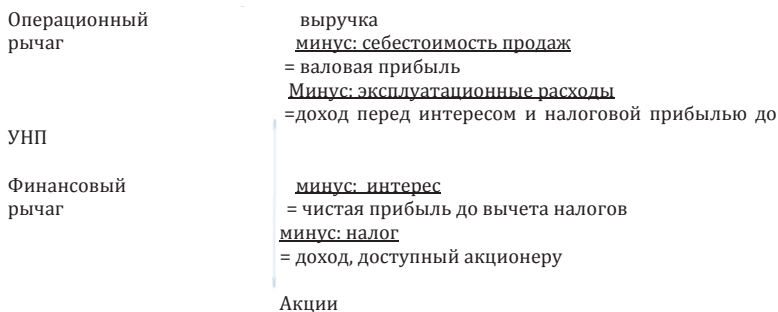 Операционный выручка
рычаг минус: себестоимость продаж
= валовая прибыль
Минус: эксплуатационные расходы
=доход перед интересом и налоговой прибылью до
УНП
Финансовый минус: интерес
рычаг = чистая прибыль до вычета налогов
минус: налог
= доход, доступный акционеру
Акции